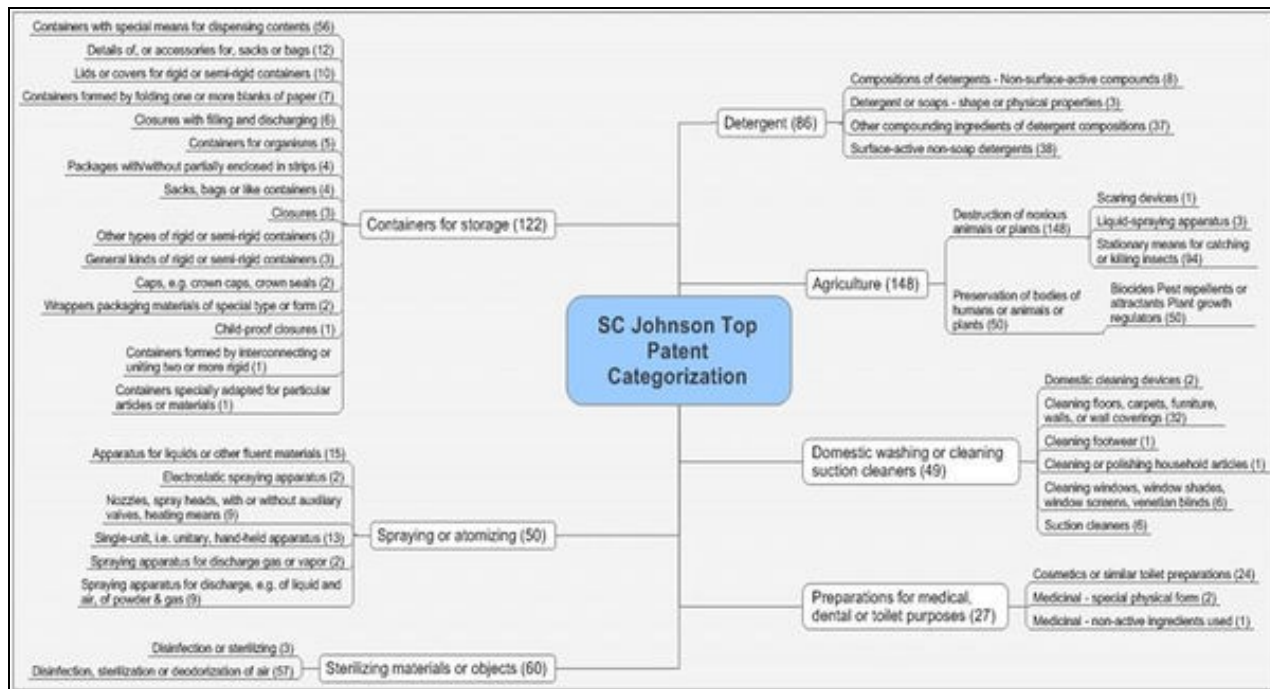 Containers with special means for dispensing contents (56)
Details of, or accessories for, sacks or bags (12)
Lids or covers for rigid or semi-rigid containers (10)
Containers formed by folding one or more blanks of paper (7)
Closures with filling and discharging (6)
Containers for organisms (5)
Packages with/without partially enclosed in strips (4)
Sacks, bags or like containers (4)
Closures (3)
Other types of rigid or semi-rigid containers (3)
General kinds of rigid or semi-rigid containers (3)
Caps, e.g. crown caps, crown seals (2)
Wrappers packaging materials of special type or form (2)
Child-proof closures (1)
Containers formed by interconnecting or
uniting two or more rigid (1)
Containers specially adapted for particular
articles or materials (1)
Containers for storage (122)
Apparatus for liquids or other fluent materials (15)
Electrostatic spraying apparatus (2)
Nozzles, spray heads, with or without auxiliary
valves, heating means (9)
Single-unit, i.e. unitary, hand-held apparatus (13)
Spraying apparatus for discharge gas or vapor (2)
Spraying apparatus for discharge, e.g. of liquid and
air, of powder & gas (9)
Spraying or atomizing (50)
Disinfection or sterilizing (3)
Disinfection, sterilization or deodorization of air (57)
Sterilizing materials or objects (60)
SC Johnson Top
Patent
Categorization
Detergent (86)
Compositions of detergents - Non-surface-active compounds (8)
Detergent or soaps - shape or physical properties (3)
Other compounding ingredients of detergent compositions (37)
Surface-active non-soap detergents (38)
Agriculture (148)
Destruction of noxious
animals or plants (148)
Scaring devices (1)
Liquid-spraying apparatus (3)
Stationary means for catching
or killing insects (94)
Preservation of bodies of
humans or animals or
plants (50)
Biocides Pest repellents or
attractants Plant growth
regulators (50)
Domestic washing or cleaning
suction cleaners (49)
Domestic cleaning devices (2)
Cleaning floors, carpets, furniture,
walls, or wall coverings (32)
Cleaning footwear (1)
Cleaning or polishing household articles (1)
Cleaning windows, window shades,
window screens, venetian blinds (6)
Suction cleaners (6)
Preparations for medical,
dental or toilet purposes (27)
Cosmetics or similar toilet preparations (24)
Medicinal - special physical form (2)
Medicinal - non-active ingredients used (1)